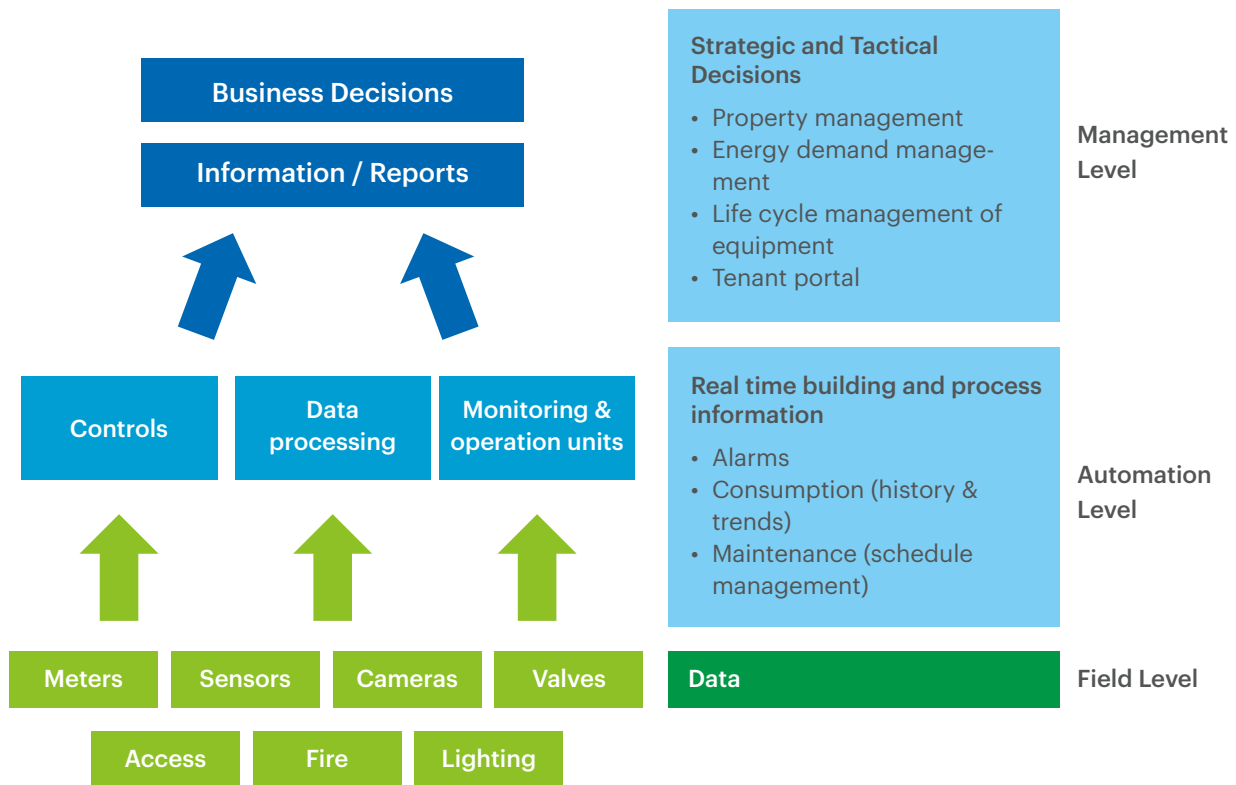 Business Decisions
Information / Reports
Strategic and Tactical
Decisions
• Property management
• Energy demand manage-
ment
• Life cycle management of
equipment
• Tenant portal
Management
Level
Controls
Data
processing
Monitoring &
operation units
Real time building and process
information
• Alarms
• Consumption (history &
trends)
• Maintenance (schedule
management)
Automation
Level
Meters
Sensors
Cameras
Valves
Data
Field Level
Access
Fire
Lighting